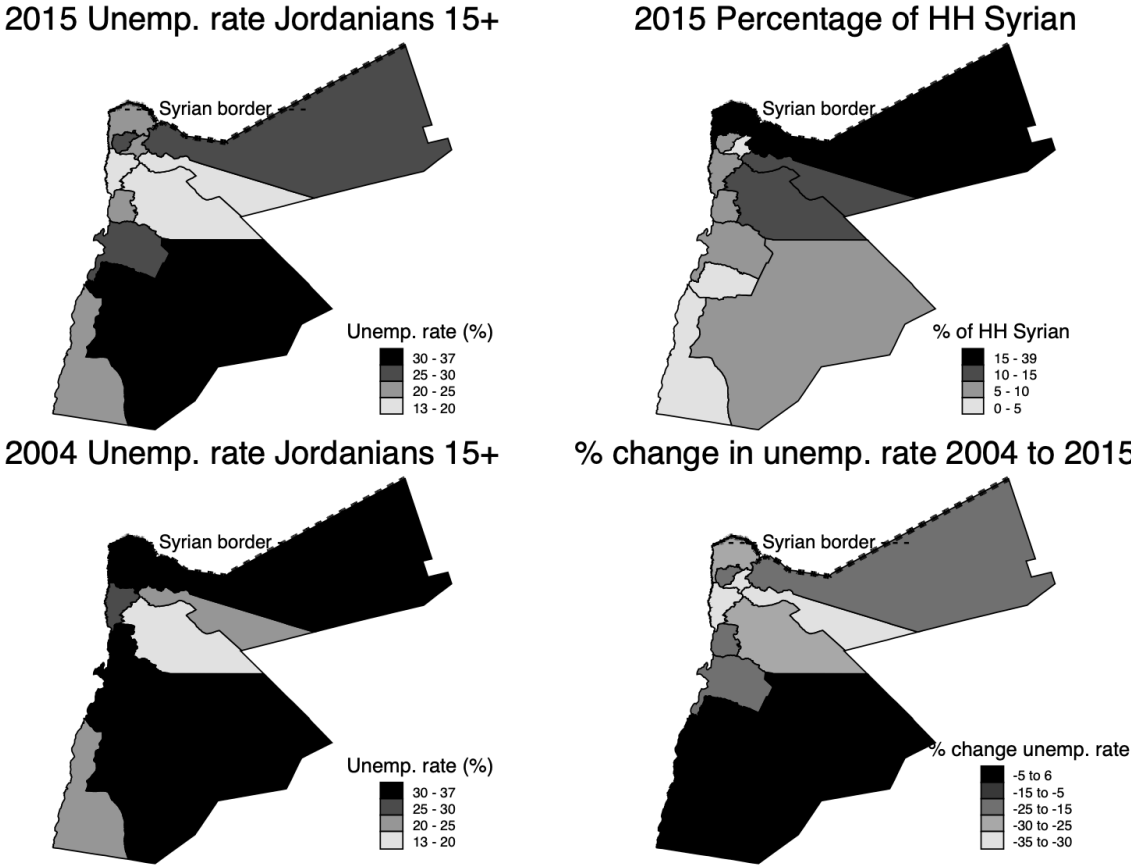 2015 Unemp. rate Jordanians 15+
Syrian border
Unemp. rate (%)
30 - 37
25 - 30
20 - 25
13 - 20
2015 Percentage of HH Syrian
Syrian border
% of HH Syrian
15 - 39
10 - 15
5 - 10
0 - 5
2004 Unemp. rate Jordanians 15+
Syrian border
Unemp. rate (%)
30 - 37
25 - 30
20 - 25
13 - 20
% change in unemp. rate 2004 to 2015
Syrian border
% change unemp. rate
-5 to 6
-15 to -5
-25 to -15
-30 to -25
-35 to -30